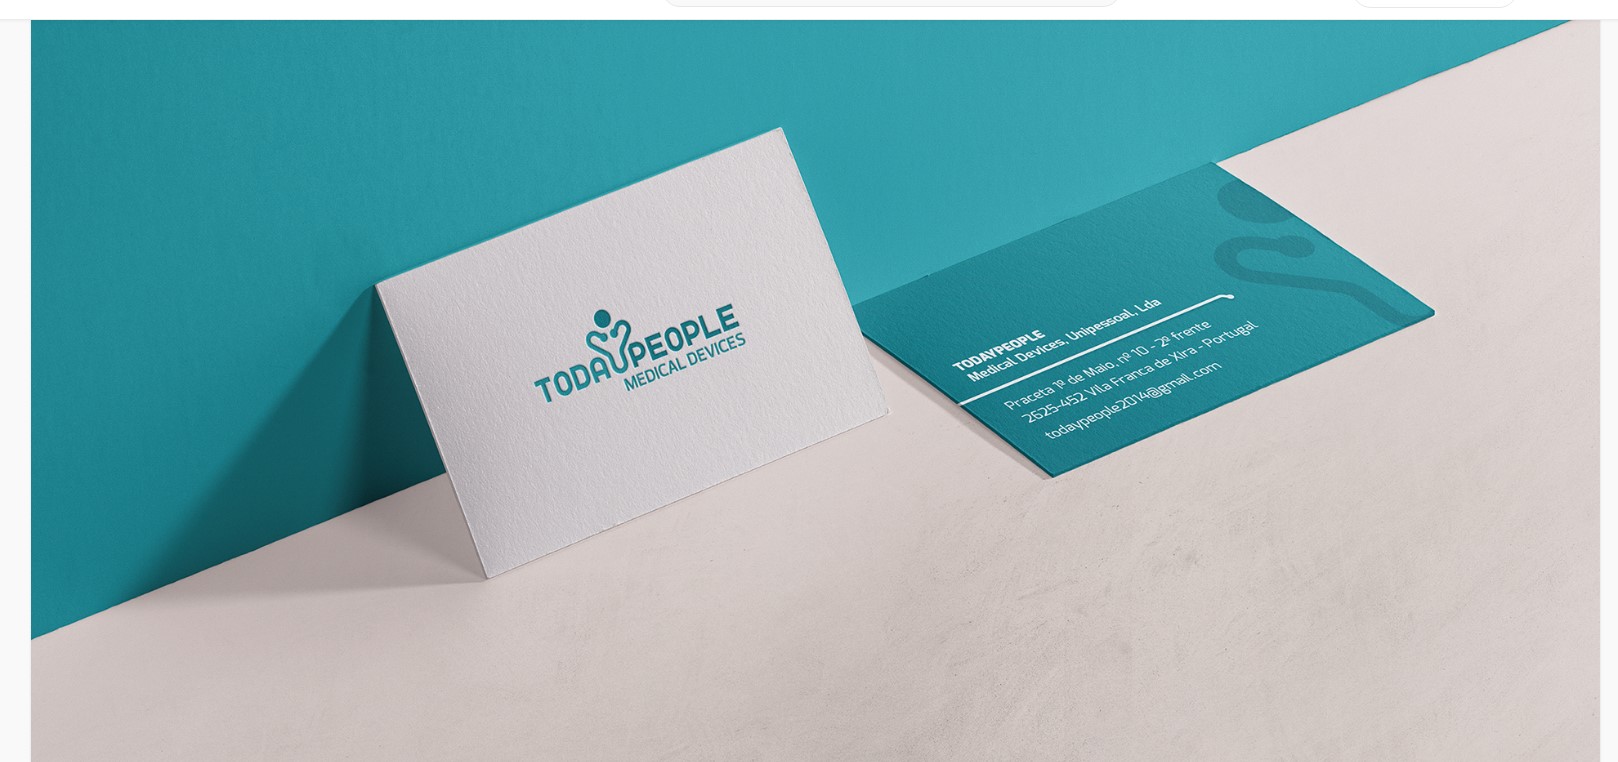 TODAYPEOPLE
MEDICAL DEVICES
TODAYPEOPLE
Medical Devices, Unipessoal, Lda
Praceta 1º de Maio, nº 10 - 2º frente
2625-452 Vila Franca de Xira - Portugal
todaypeople2014@gmail.com